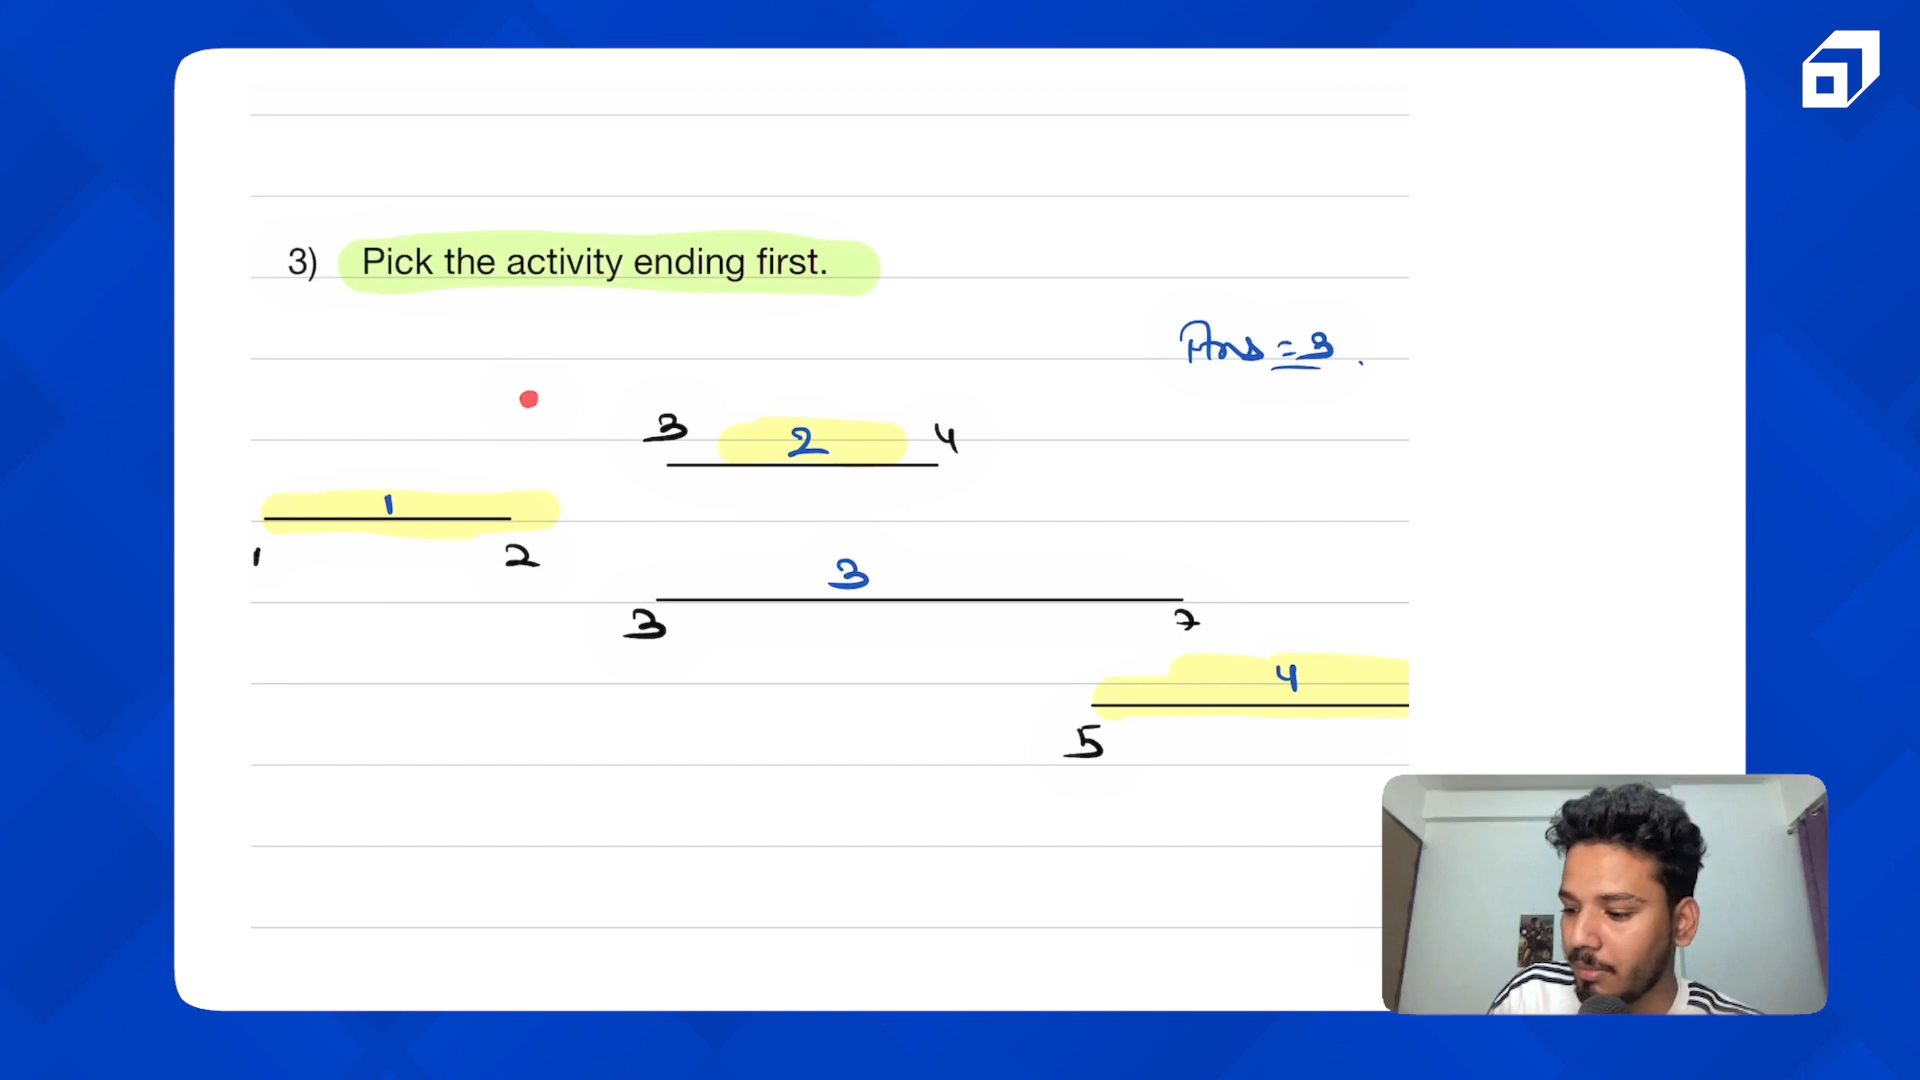 3) Pick the activity ending first.
Ans = 3.
3 2 4
1
1 2
3
3 7
4
5